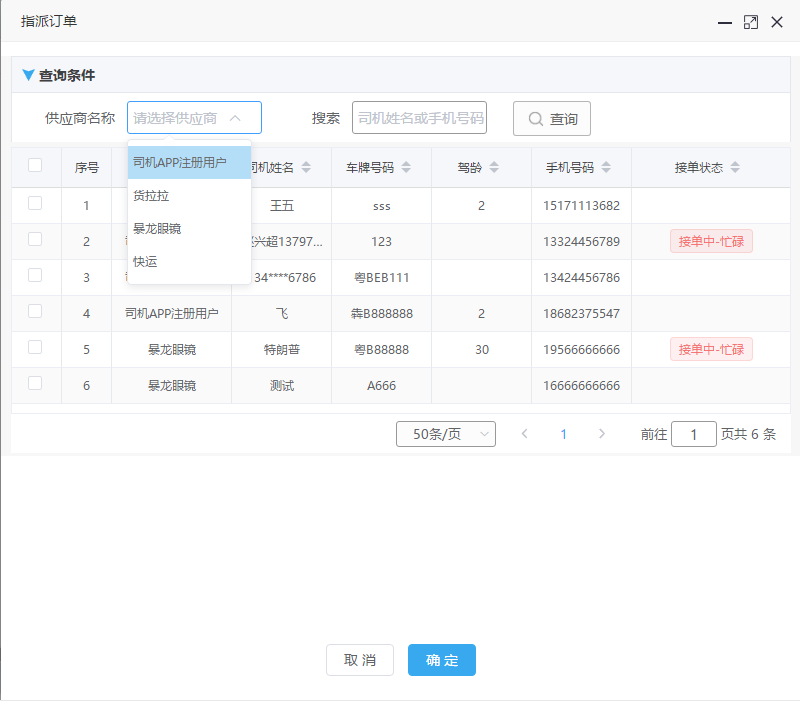 指派订单
查询条件
供应商名称 请选择供应商 搜索 司机姓名或手机号码 查询
司机APP注册用户
货拉拉
暴龙眼镜
快运
序号 机姓名 车牌号码 驾龄 手机号码 接单状态
1 王五 sss 2 15171113682
2 兴超13797... 123 13324456789 接单中-忙碌
3 34****6786 粤BEB111 13424456786
4 司机APP注册用户 飞 犇B888888 2 18682375547
5 暴龙眼镜 特朗普 粤B88888 30 19566666666 接单中-忙碌
6 暴龙眼镜 测试 A666 16666666666
50条/页 1 前往 1 页共 6 条
取 消 确 定